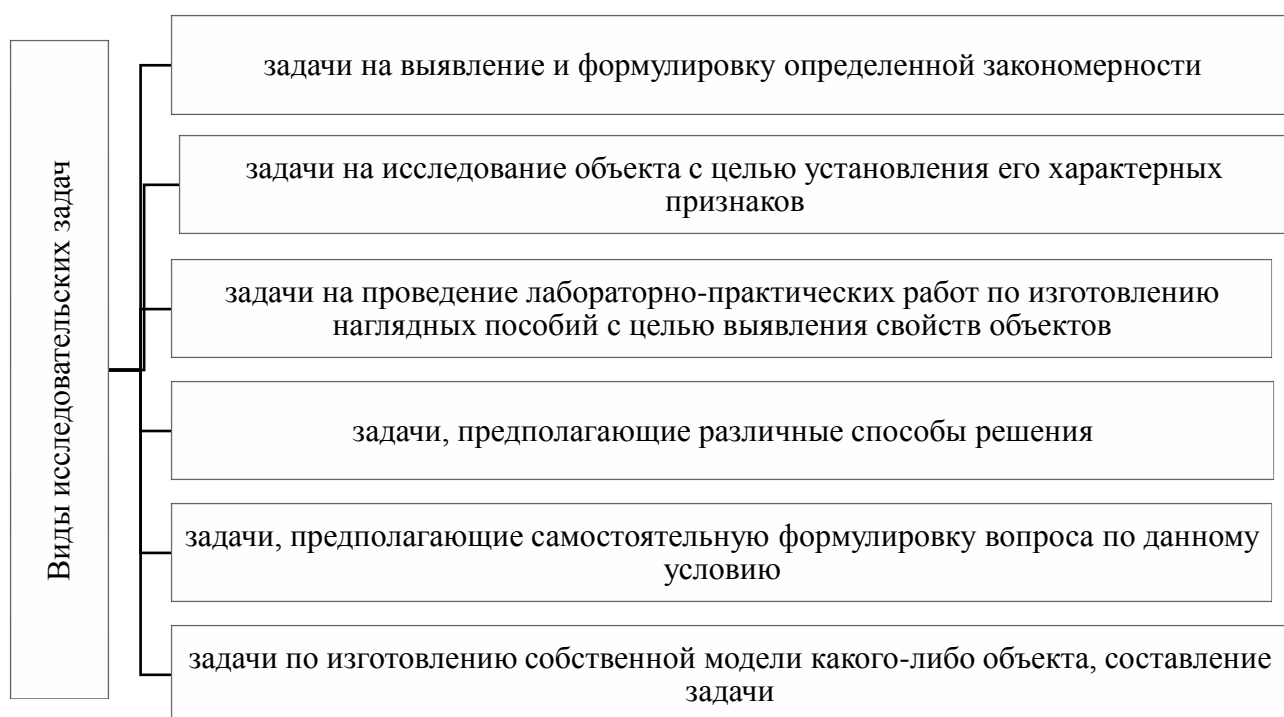 Виды исследовательских задач
задачи на выявление и формулировку определенной закономерности
задачи на исследование объекта с целью установления его характерных
признаков
задачи на проведение лабораторно-практических работ по изготовлению
наглядных пособий с целью выявления свойств объектов
задачи, предполагающие различные способы решения
задачи, предполагающие самостоятельную формулировку вопроса по данному
условию
задачи по изготовлению собственной модели какого-либо объекта, составление
задачи